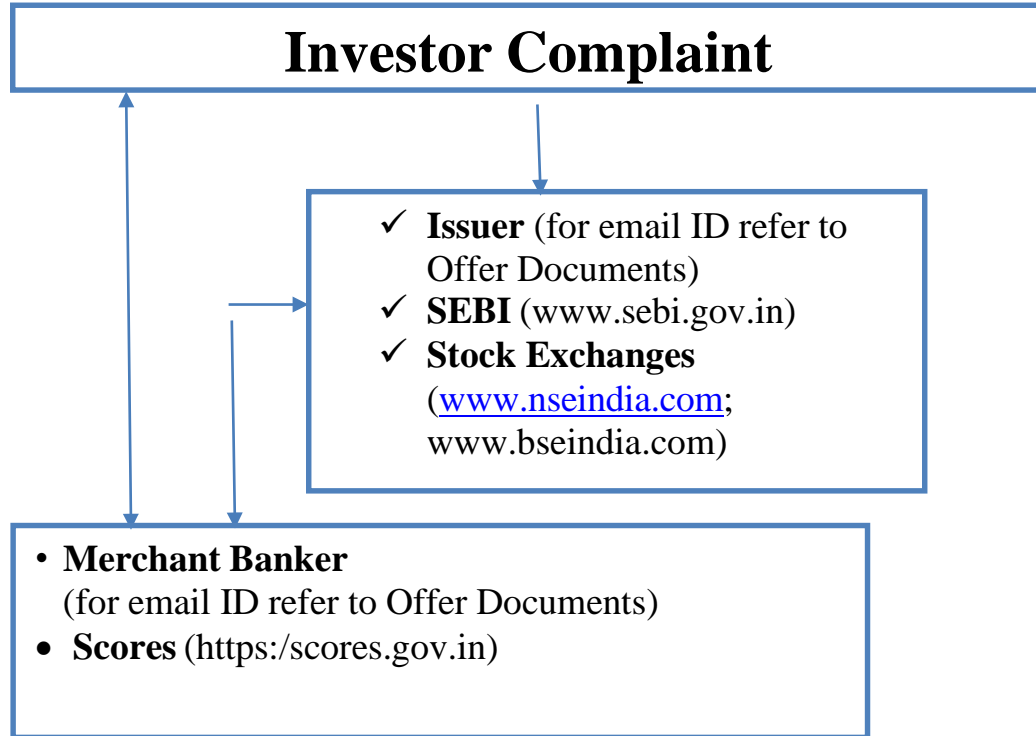 Investor Complaint
✓ Issuer (for email ID refer to
Offer Documents)
✓ SEBI (www.sebi.gov.in)
✓ Stock Exchanges
(www.nseindia.com;
www.bseindia.com)
• Merchant Banker
(for email ID refer to Offer Documents)
• Scores (https:/scores.gov.in)